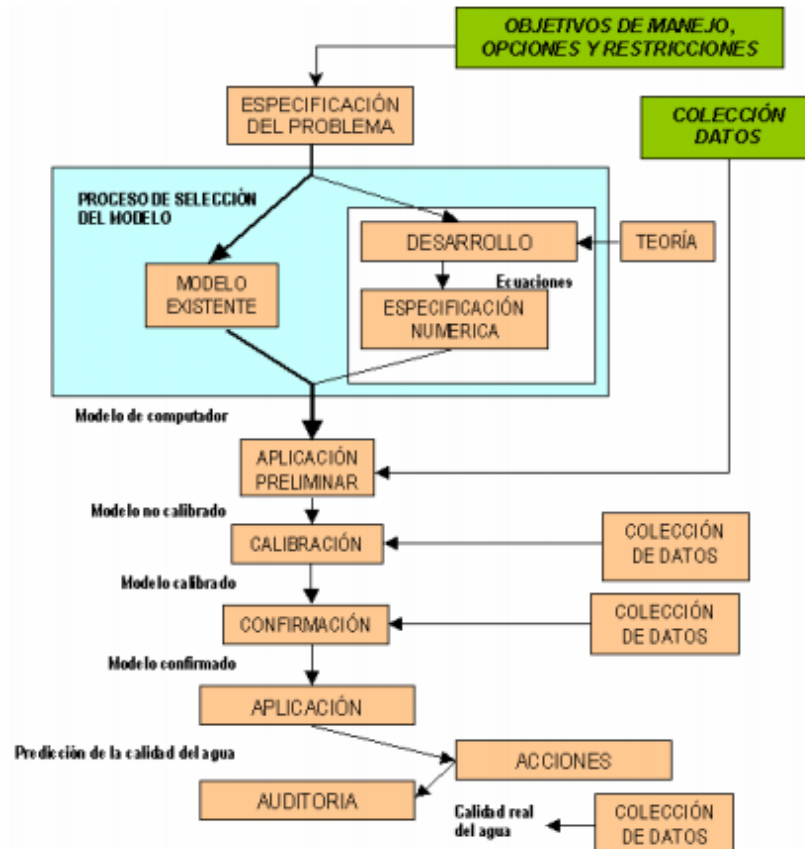 OBJETIVOS DE MANEJO,
OPCIONES Y RESTRICCIONES
ESPECIFICACIÓN
DEL PROBLEMA
COLECCIÓN
DATOS
PROCESO DE SELECCIÓN
DEL MODELO
DESARROLLO
TEORÍA
MODELO
EXISTENTE
Ecuaciones
ESPECIFICACIÓN
NUMERICA
Modelo de computador
APLICACIÓN
PRELIMINAR
Modelo no calibrado
CALIBRACIÓN
COLECCIÓN
DE DATOS
Modelo calibrado
CONFIRMACIÓN
COLECCIÓN
DE DATOS
Modelo confirmado
APLICACIÓN
Predicción de la calidad del agua
ACCIONES
AUDITORIA
Calidad real
del agua
COLECCIÓN
DE DATOS